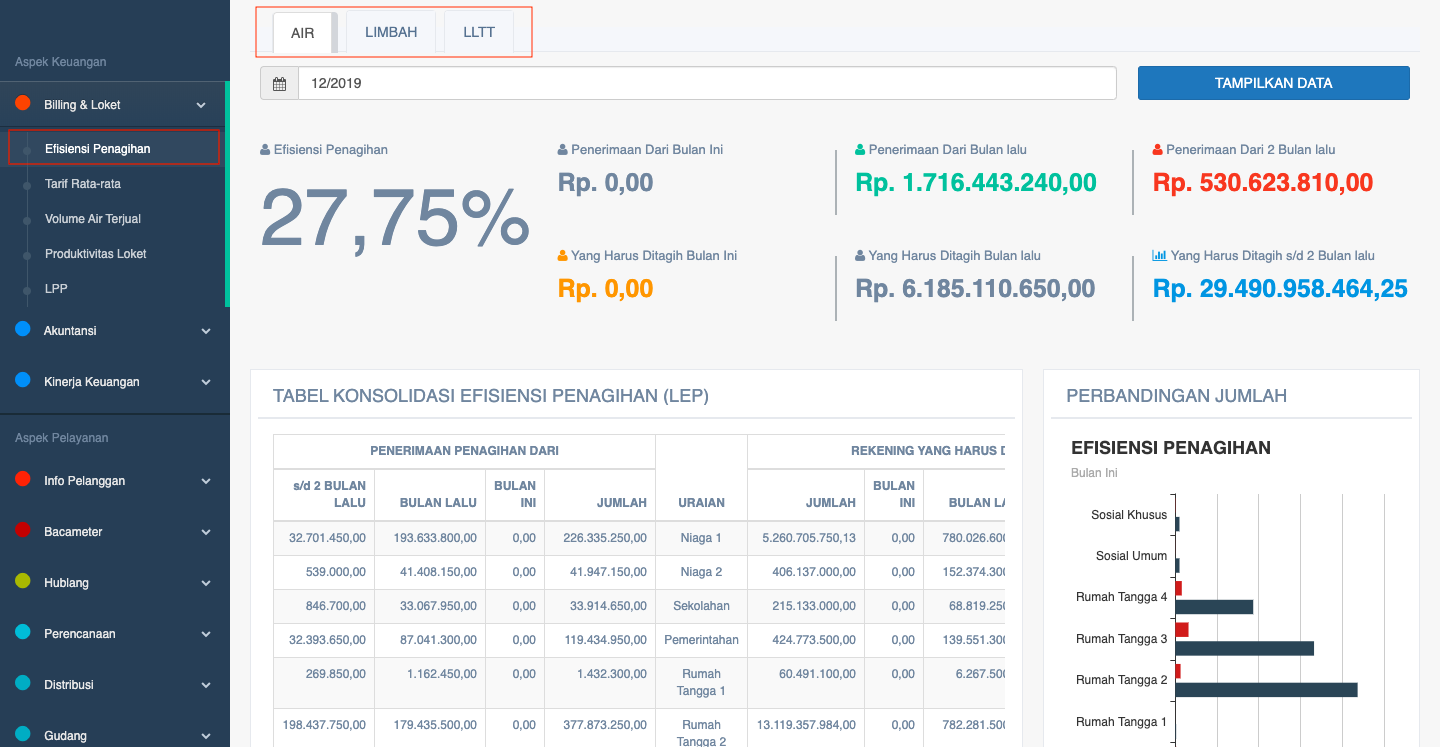 Aspek Keuangan
Billing & Loket
Efisiensi Penagihan
Tarif Rata-rata
Volume Air Terjual
Produktivitas Loket
LPP
Akuntansi
Kinerja Keuangan
Aspek Pelayanan
Info Pelanggan
Bacameter
Hublang
Perencanaan
Distribusi
Gudang
AIR LIMBAH LLTT
12/2019 TAMPILKAN DATA
Efisiensi Penagihan
27,75%
Penerimaan Dari Bulan Ini
Rp. 0,00
Penerimaan Dari Bulan lalu
Rp. 1.716.443.240,00
Penerimaan Dari 2 Bulan lalu
Rp. 530.623.810,00
Yang Harus Ditagih Bulan Ini
Rp. 0,00
Yang Harus Ditagih Bulan lalu
Rp. 6.185.110.650,00
Yang Harus Ditagih s/d 2 Bulan lalu
Rp. 29.490.958.464,25
TABEL KONSOLIDASI EFISIENSI PENAGIHAN (LEP)
PENERIMAAN PENAGIHAN DARI REKENING YANG HARUS
s/d 2 BULAN BULAN BULAN
LALU BULAN LALU INI JUMLAH URAIAN JUMLAH INI BULAN
32.701.450,00 193.633.800,00 0,00 226.335.250,00 Niaga 1 5.260.705.750,13 0,00 780.026.600
539.000,00 41.408.150,00 0,00 41.947.150,00 Niaga 2 406.137.000,00 0,00 152.374.300
846.700,00 33.067.950,00 0,00 33.914.650,00 Sekolahan 215.133.000,00 0,00 68.819.250
32.393.650,00 87.041.300,00 0,00 119.434.950,00 Pemerintahan 424.773.500,00 0,00 139.551.300
269.850,00 1.162.450,00 0,00 1.432.300,00 Rumah 60.491.100,00 0,00 6.267.500
Tangga 1
198.437.750,00 179.435.500,00 0,00 377.873.250,00 Rumah 13.119.357.984,00 0,00 782.281.500
Tangga 2
PERBANDINGAN JUMLAH
EFISIENSI PENAGIHAN
Bulan Ini
Sosial Khusus
Sosial Umum
Rumah Tangga 4
Rumah Tangga 3
Rumah Tangga 2
Rumah Tangga 1